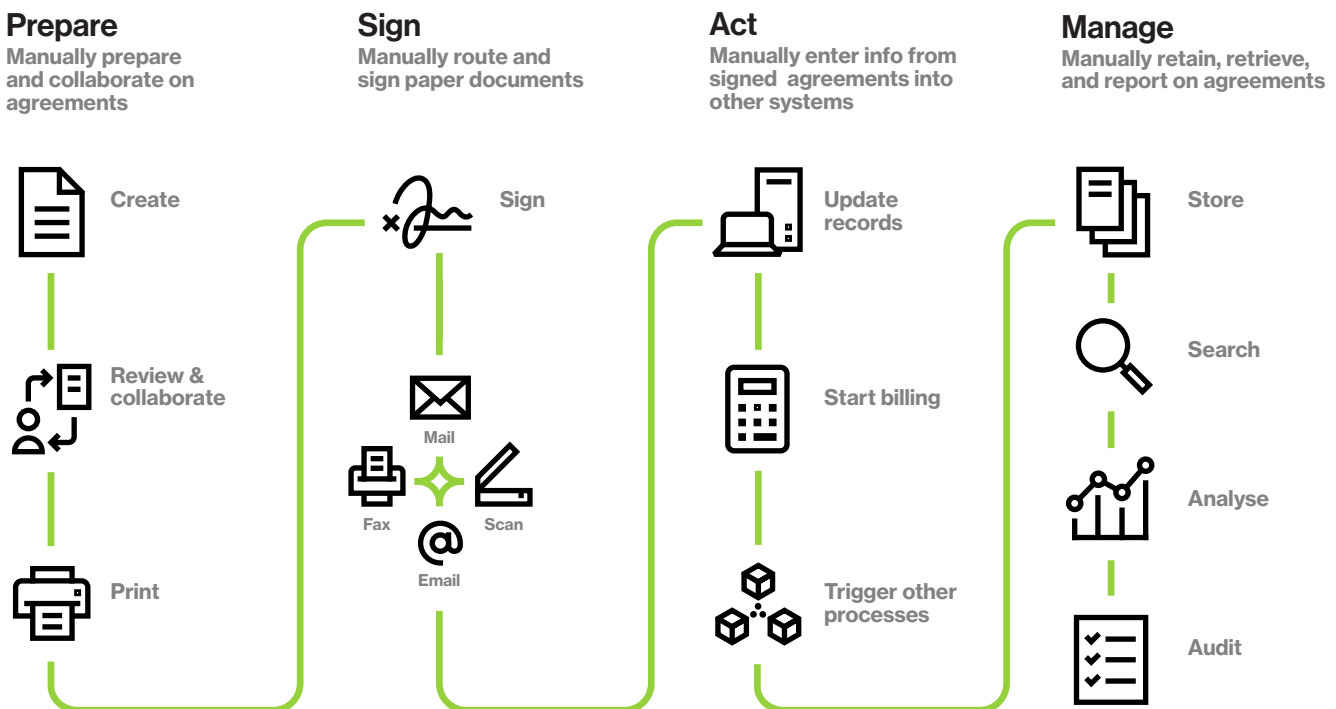 Prepare
Manually prepare
and collaborate on
agreements
Create
Review &
collaborate
Print
Sign
Manually route and
sign paper documents
Sign
Mail
Fax
Scan
Email
Act
Manually enter info from
signed agreements into
other systems
Update
records
Start billing
Trigger other
processes
Manage
Manually retain, retrieve,
and report on agreements
Store
Search
Analyse
Audit